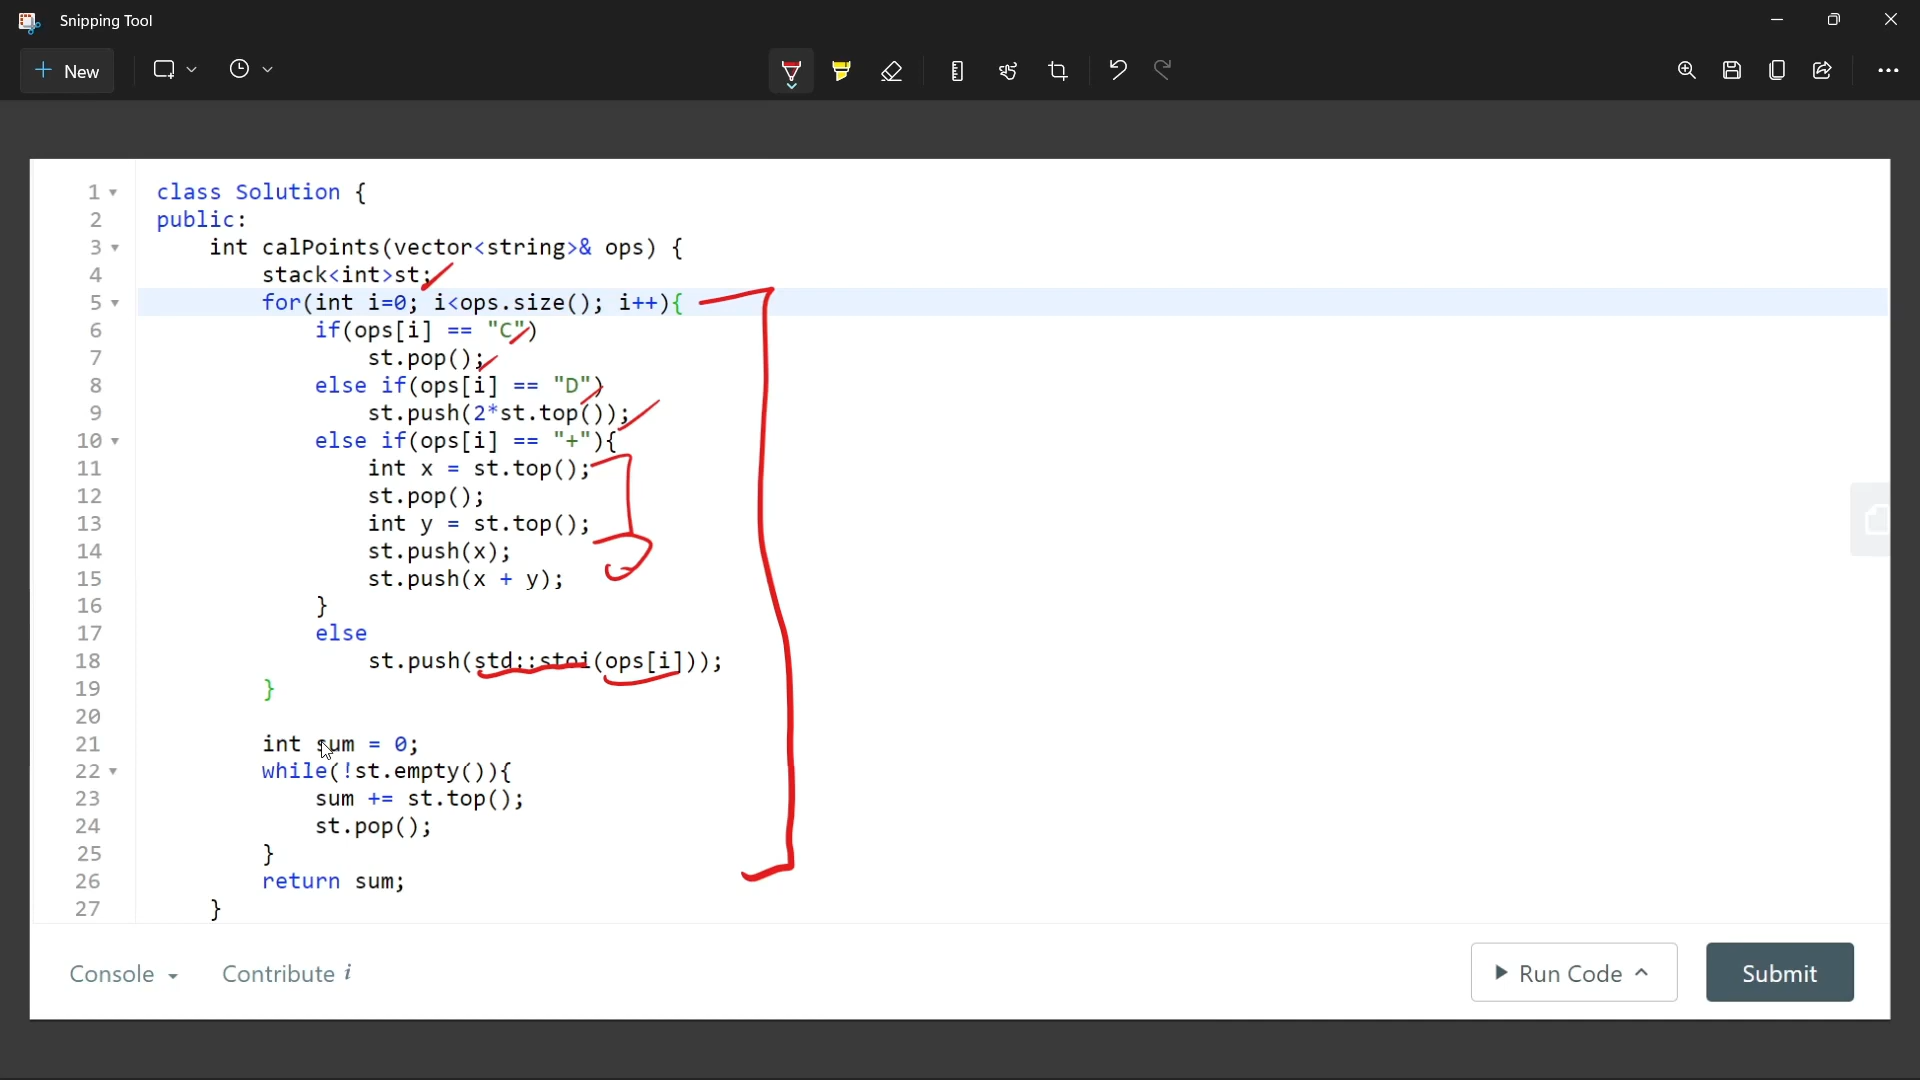 Snipping Tool
New
1 class Solution {
2 public:
3 int calPoints(vector<string>& ops) {
4 stack<int>st;
5 for(int i=0; i<ops.size(); i++){
6 if(ops[i] == "C")
7 st.pop();
8 else if(ops[i] == "D")
9 st.push(2*st.top());
10 else if(ops[i] == "+"){
11 int x = st.top();
12 st.pop();
13 int y = st.top();
14 st.push(x);
15 st.push(x + y);
16 }
17 else
18 st.push(std::stoi(ops[i]));
19 }
20
21 int sum = 0;
22 while(!st.empty()){
23 sum += st.top();
24 st.pop();
25 }
26 return sum;
27 }
Console Contribute i Run Code Submit